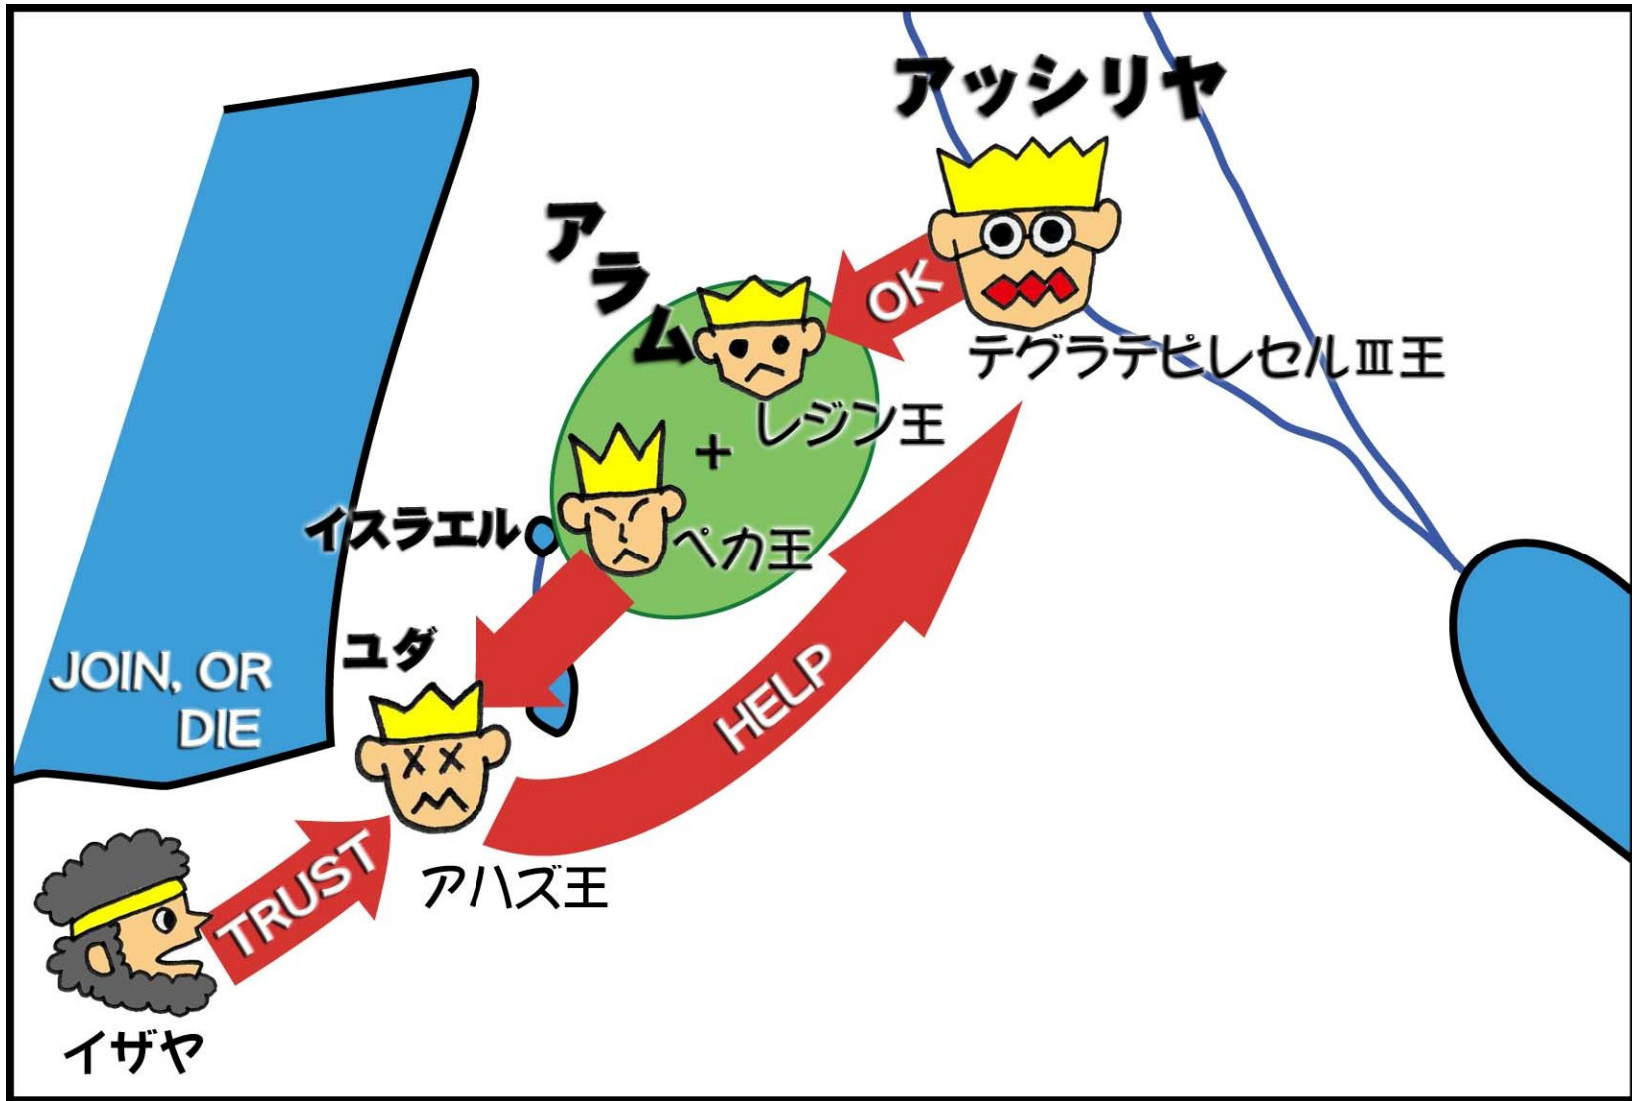 アッシリヤ
アラム
OK
テグラテピレセルⅢ王
レジン王
+
イスラエル
ペカ王
ユダ
JOIN, OR
DIE
HELP
TRUST
アハズ王
イザヤ